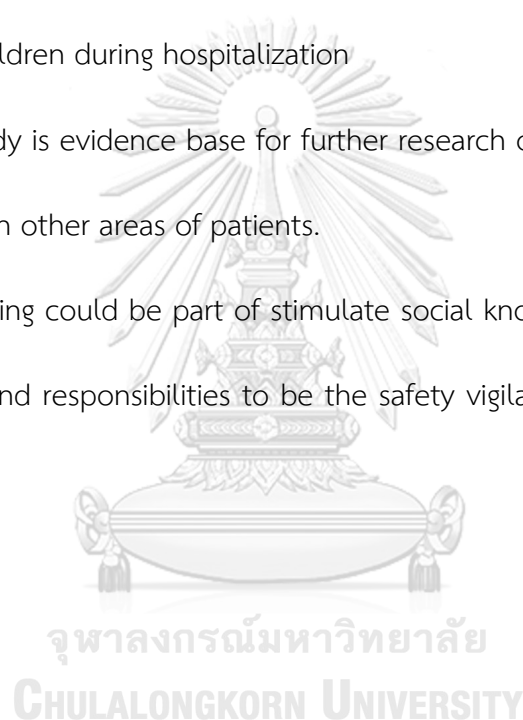 ldren during hospitalization
dy is evidence base for further research
n other areas of patients.
ing could be part of stimulate social
nd responsibilities to be the safety
จุฬาลงกรณ์มหาวิทยาลัย
CHULALONGKORN UNIVERSITY